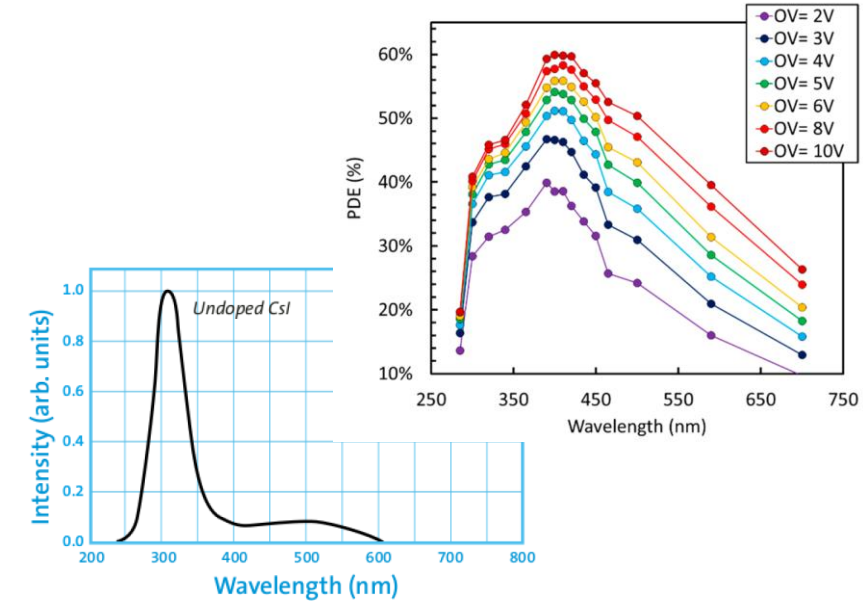 OV= 2V
OV= 3V
OV= 4V
OV= 5V
OV= 6V
OV= 8V
OV= 10V
60%
50%
40%
30%
20%
10%
PDE (%)
250 350 450 550 650 750
Wavelength (nm)
Undoped CsI
1.0
0.8
0.6
0.4
0.2
0.0
Intensity (arb. units)
200 300 400 500 600 700 800
Wavelength (nm)